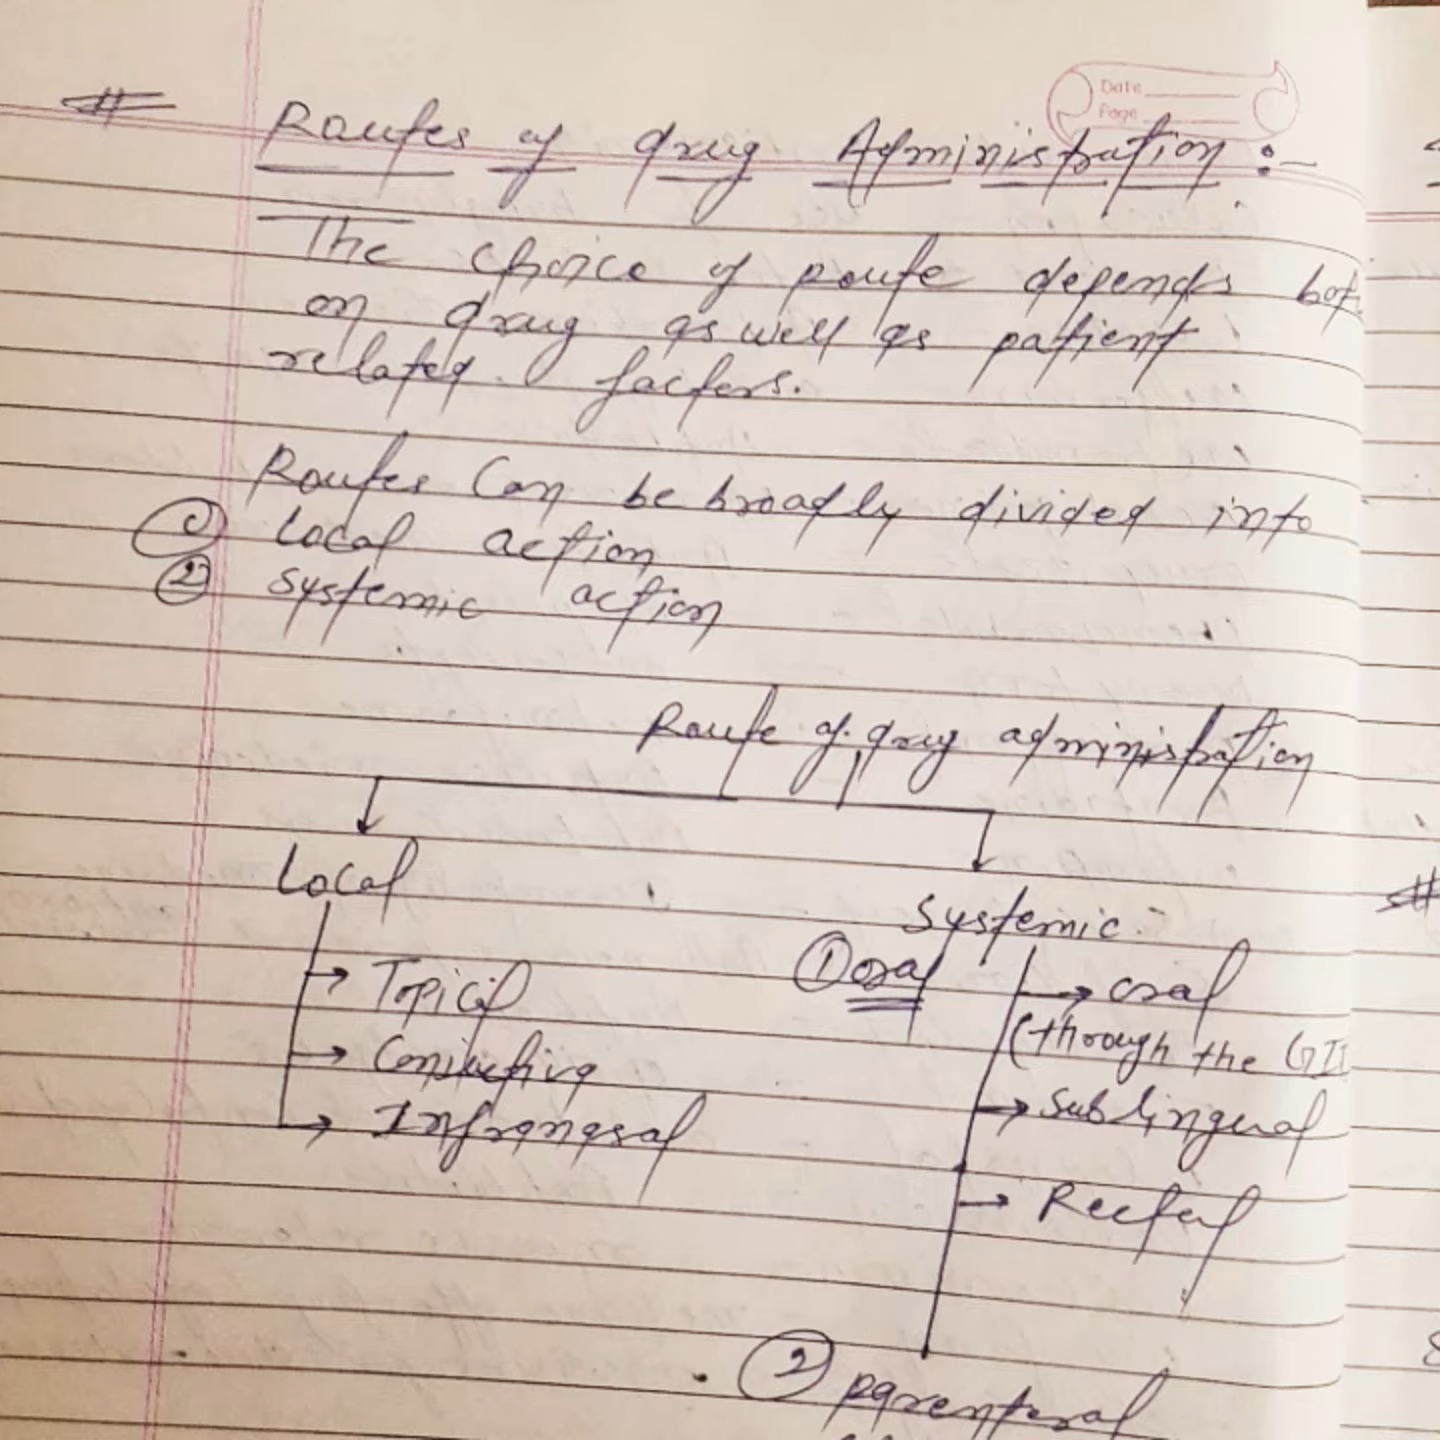 Date
Page
# Routes of drug Administration :-
The choice of route depends bot
on drug as well as patient
related factors.
Routes Can be broadly divided into
① Local action
② systemic action
Route of drug administration
Local
Systemic
① oral
→ Topical
→ oral
(through the GI
→ Sublingual
→ Intranasal
→ Rectal
② parenteral
#